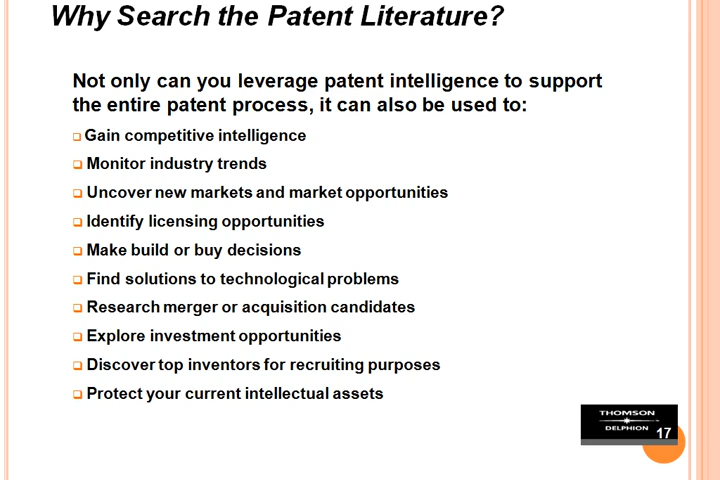 Why Search the Patent Literature?
Not only can you leverage patent intelligence to support
the entire patent process, it can also be used to:
Gain competitive intelligence
Monitor industry trends
Uncover new markets and market opportunities
Identify licensing opportunities
Make build or buy decisions
Find solutions to technological problems
Research merger or acquisition candidates
Explore investment opportunities
Discover top inventors for recruiting purposes
Protect your current intellectual assets
THOMSON
DELPHION
17